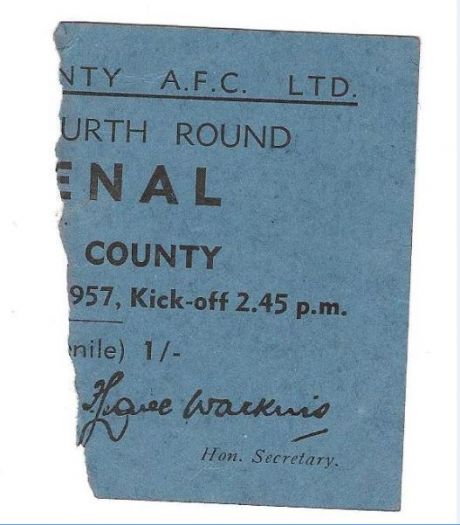 NTY A.F.C. LTD.
URTH ROUND
ENAL
COUNTY
957, Kick-off 2.45 p.m.
nile) 1/-
Hon. Secretary.